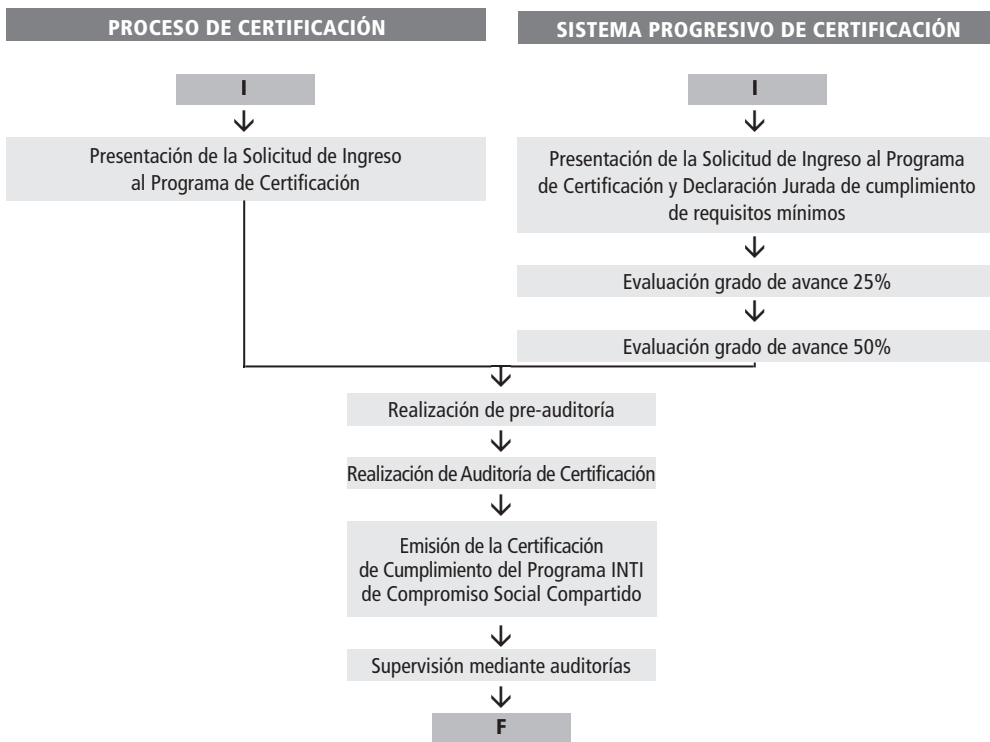 PROCESO DE CERTIFICACIÓN
I
Presentación de la Solicitud de Ingreso
al Programa de Certificación
SISTEMA PROGRESIVO DE CERTIFICACIÓN
I
Presentación de la Solicitud de Ingreso al Programa
de Certificación y Declaración Jurada de cumplimiento
de requisitos mínimos
Evaluación grado de avance 25%
Evaluación grado de avance 50%
Realización de pre-auditoría
Realización de Auditoría de Certificación
Emisión de la Certificación
de Cumplimiento del Programa INTI
de Compromiso Social Compartido
Supervisión mediante auditorías
F